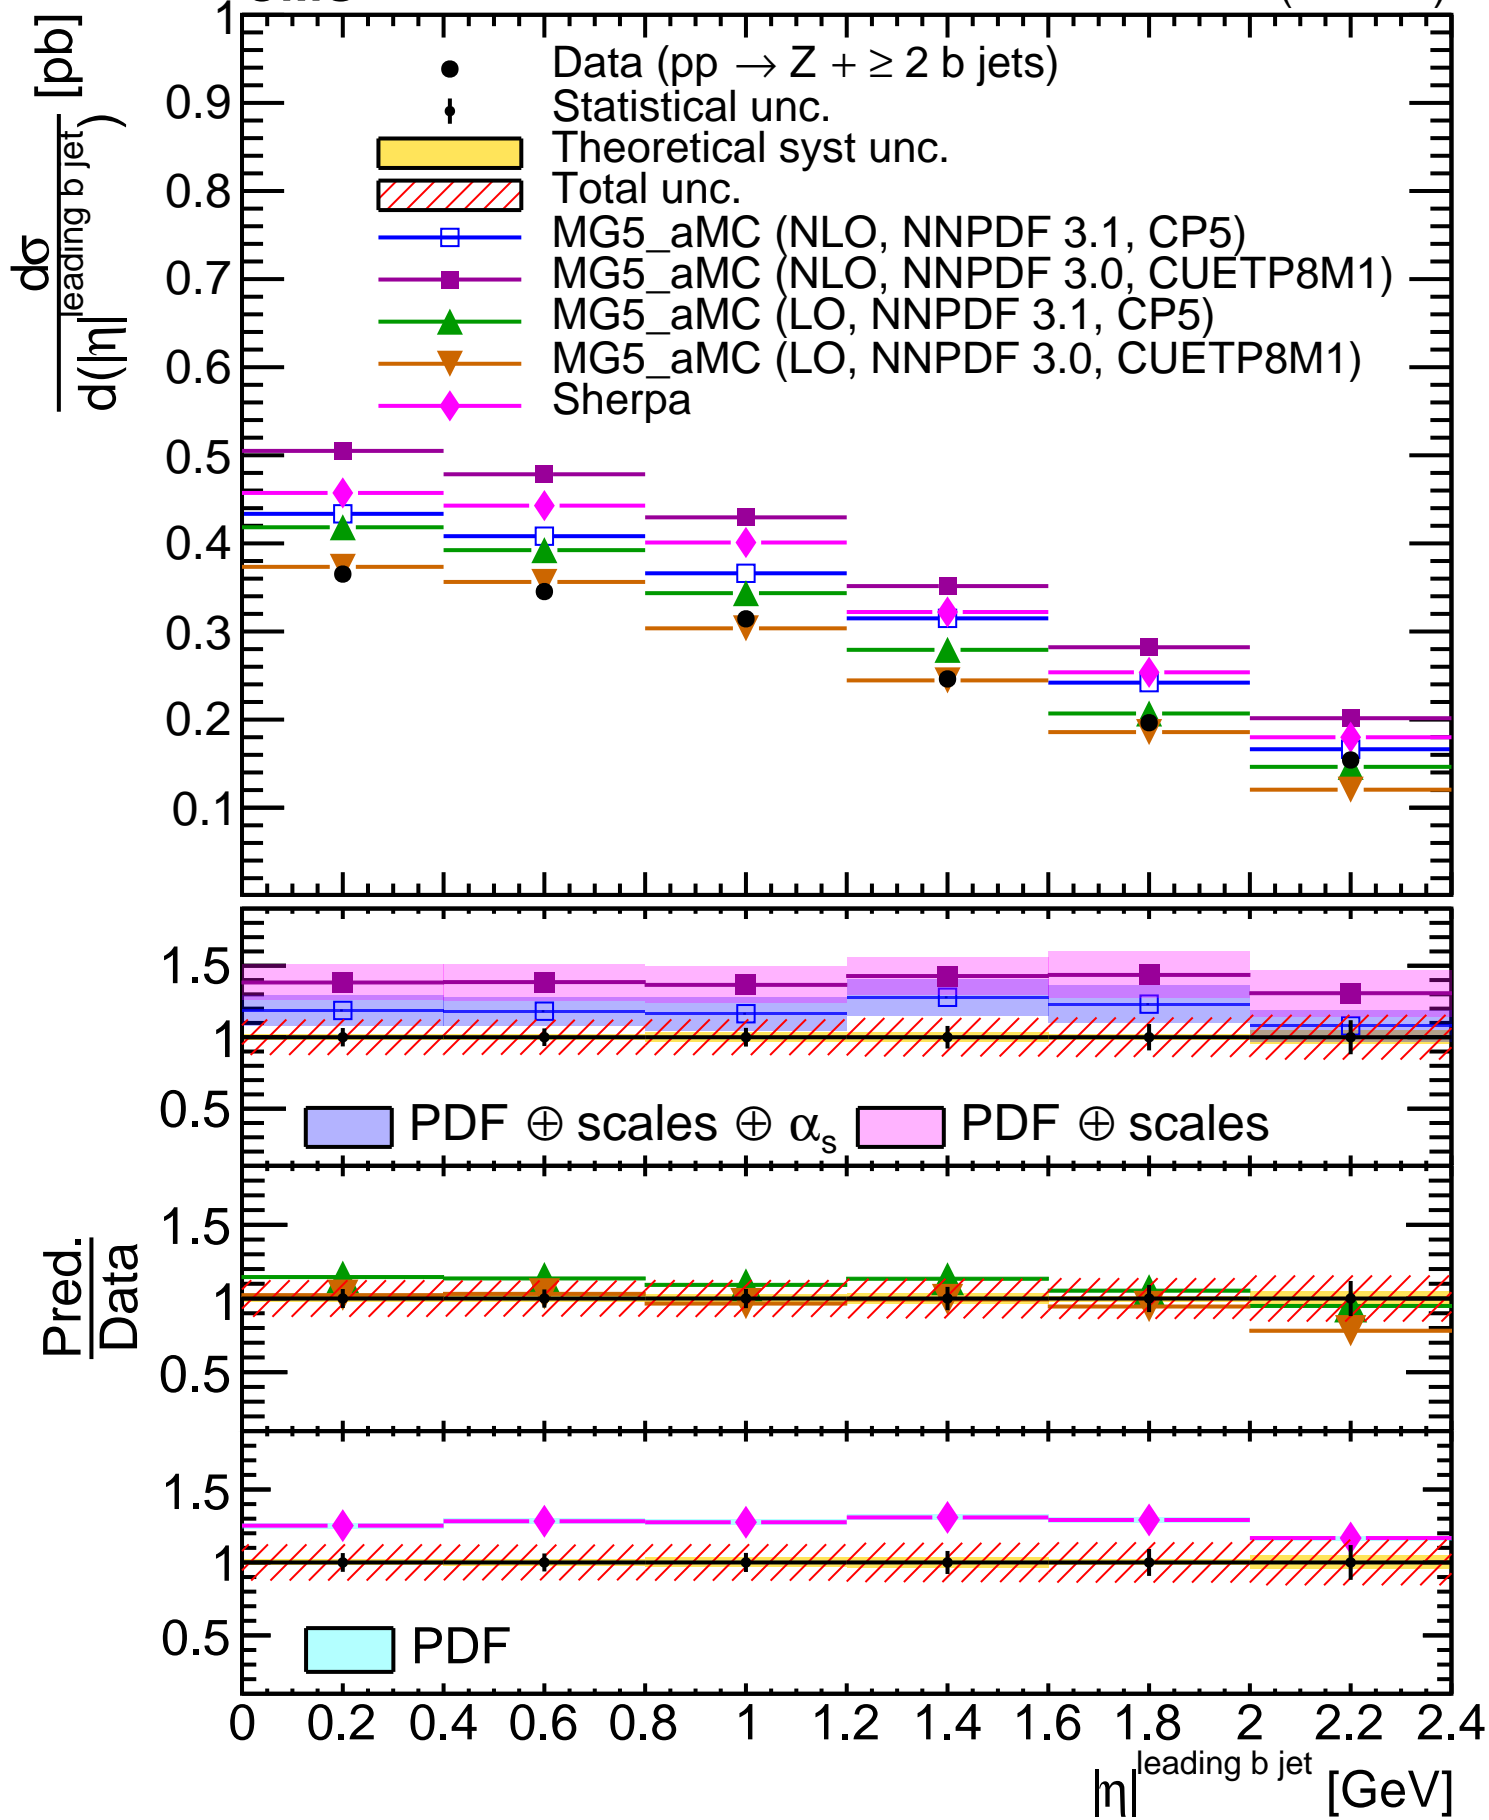 1
0.9
0.8
0.7
0.6
0.5
0.4
0.3
0.2
0.1
dσ
d(|η|^leading b jet) [pb]
Data (pp → Z + ≥ 2 b jets)
Statistical unc.
Theoretical syst unc.
Total unc.
MG5_aMC (NLO, NNPDF 3.1, CP5)
MG5_aMC (NLO, NNPDF 3.0, CUETP8M1)
MG5_aMC (LO, NNPDF 3.1, CP5)
MG5_aMC (LO, NNPDF 3.0, CUETP8M1)
Sherpa
1.5
1
0.5
PDF ⊕ scales ⊕ α_s PDF ⊕ scales
Pred.
Data
1.5
1
0.5
1.5
1
0.5
PDF
0 0.2 0.4 0.6 0.8 1 1.2 1.4 1.6 1.8 2 2.2 2.4
|η|^leading b jet [GeV]